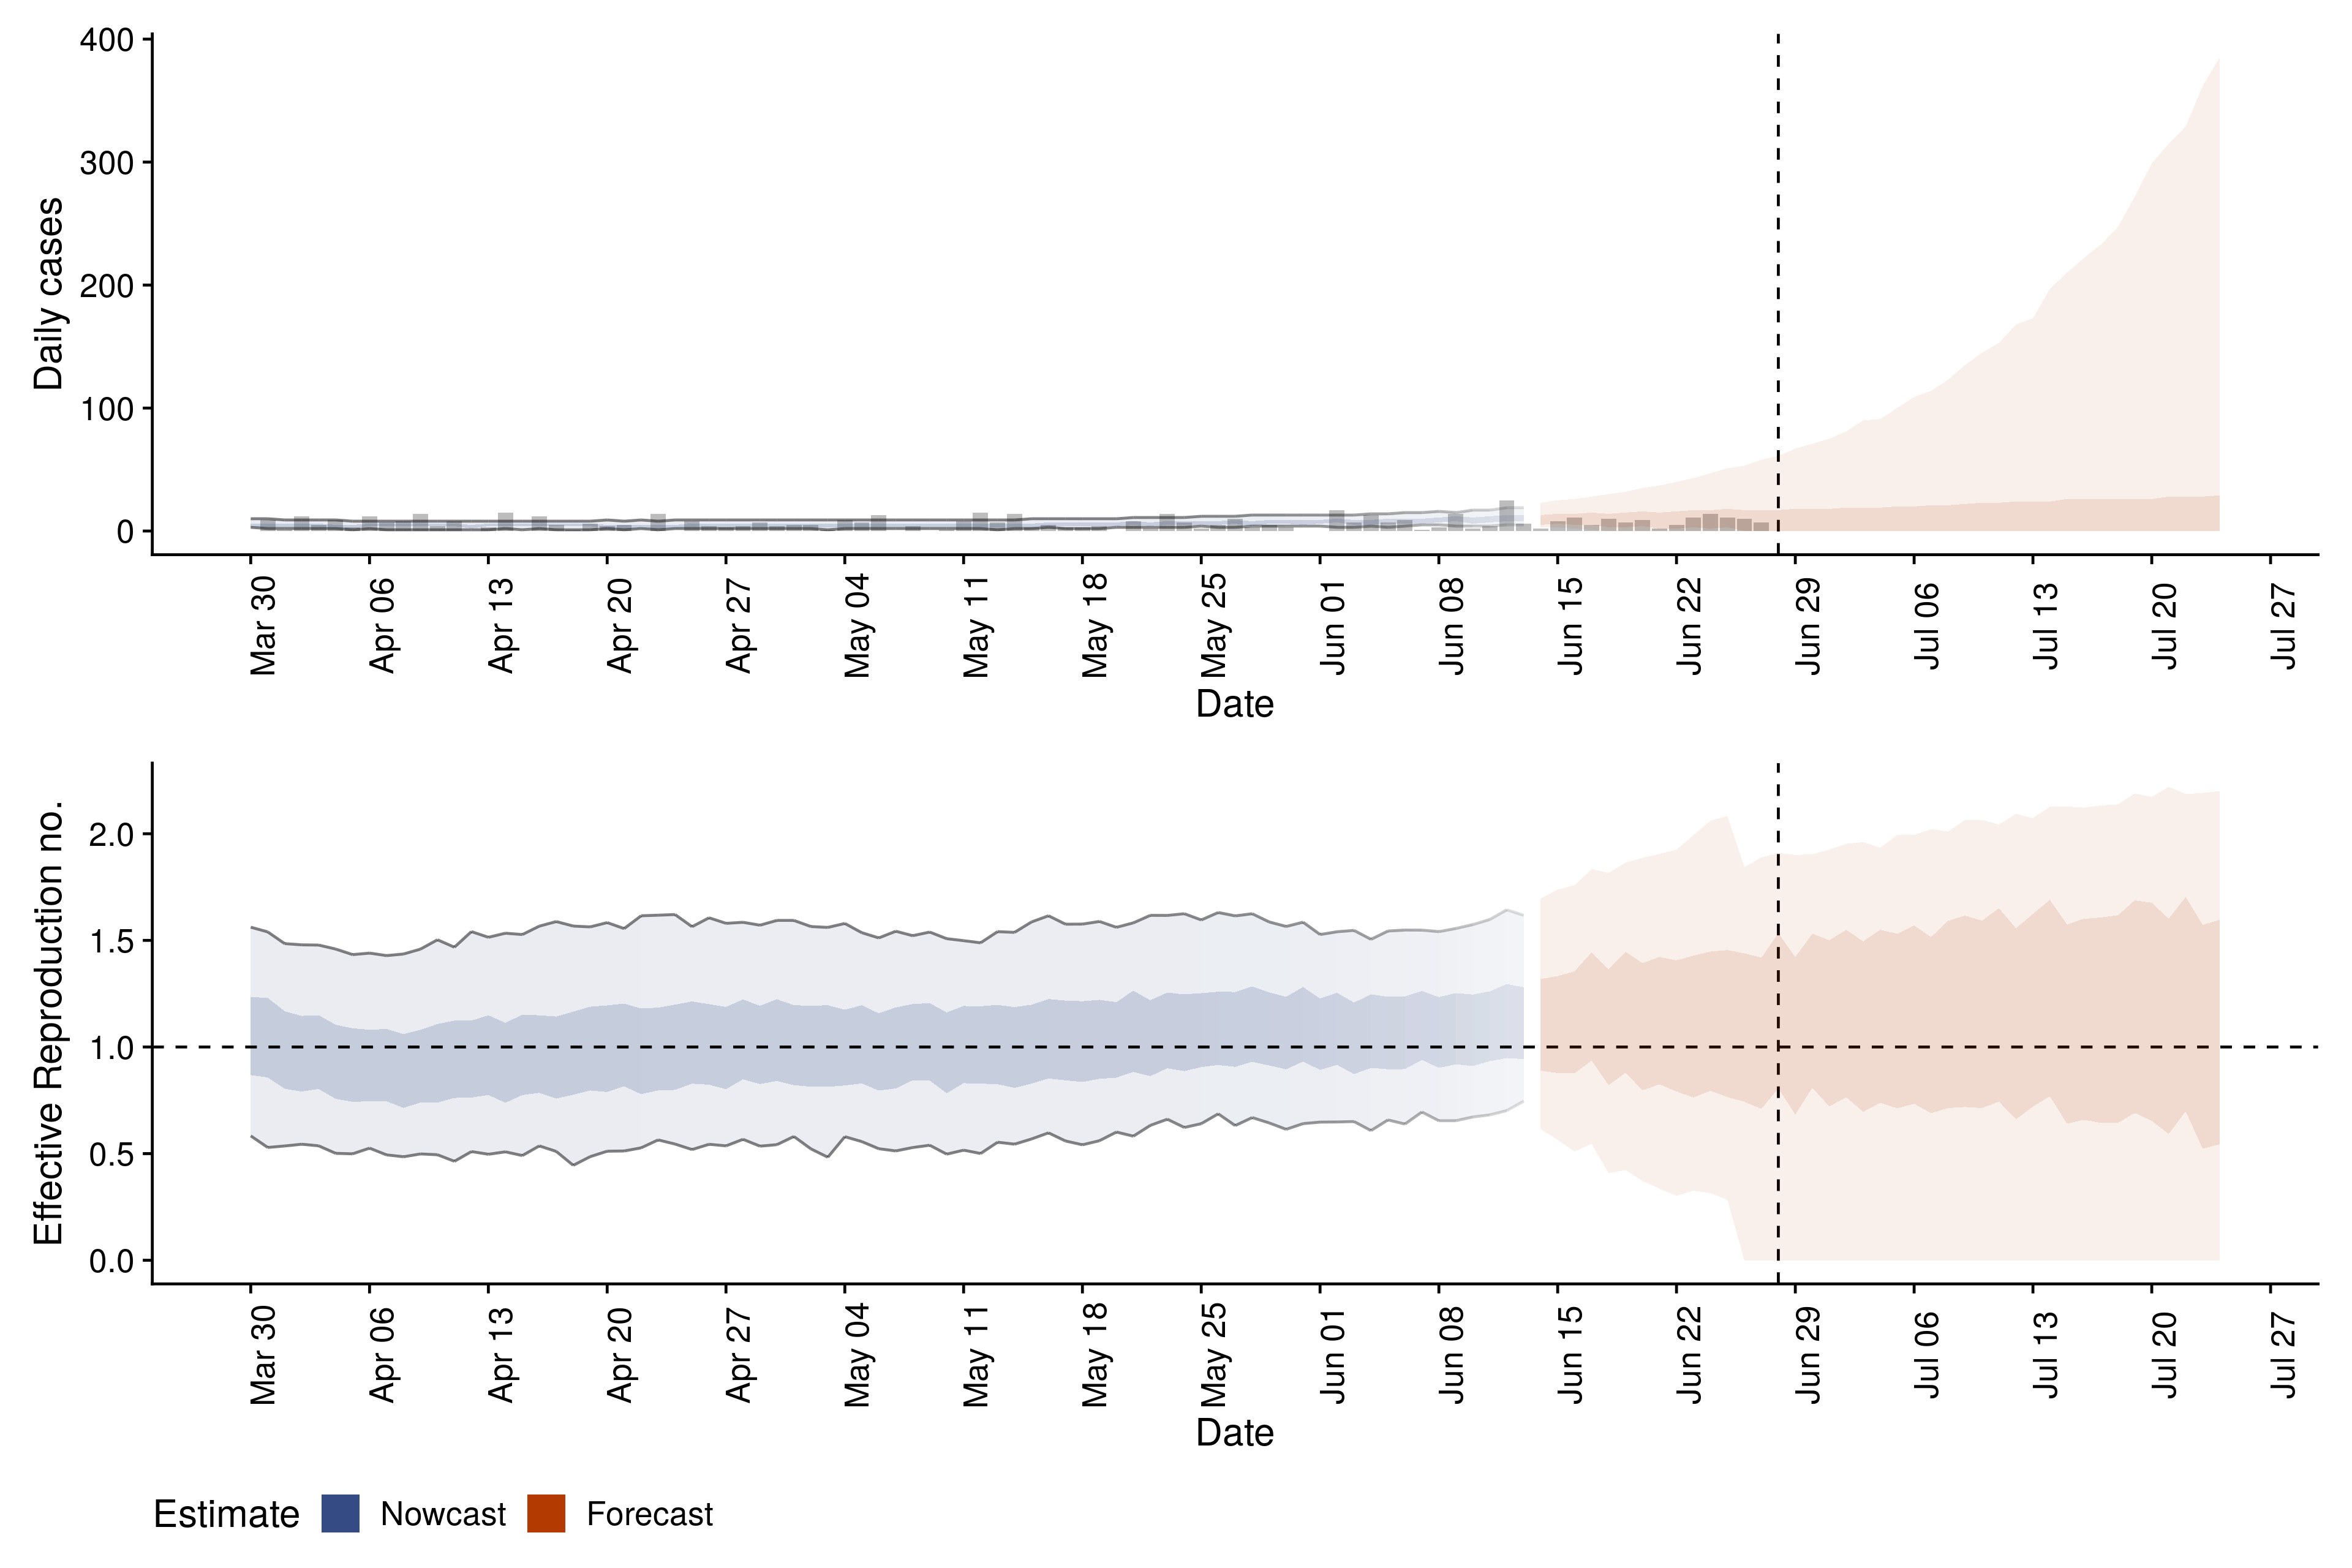 400
300
200
100
0
Daily cases
Mar 30 Apr 06 Apr 13 Apr 20 Apr 27 May 04 May 11 May 18 May 25 Jun 01 Jun 08 Jun 15 Jun 22 Jun 29 Jul 06 Jul 13 Jul 20 Jul 27
Date
2.0
1.5
1.0
0.5
0.0
Effective Reproduction no.
Mar 30 Apr 06 Apr 13 Apr 20 Apr 27 May 04 May 11 May 18 May 25 Jun 01 Jun 08 Jun 15 Jun 22 Jun 29 Jul 06 Jul 13 Jul 20 Jul 27
Date
Estimate Nowcast Forecast